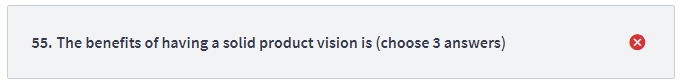 55. The benefits of having a solid product vision is (choose 3 answers)